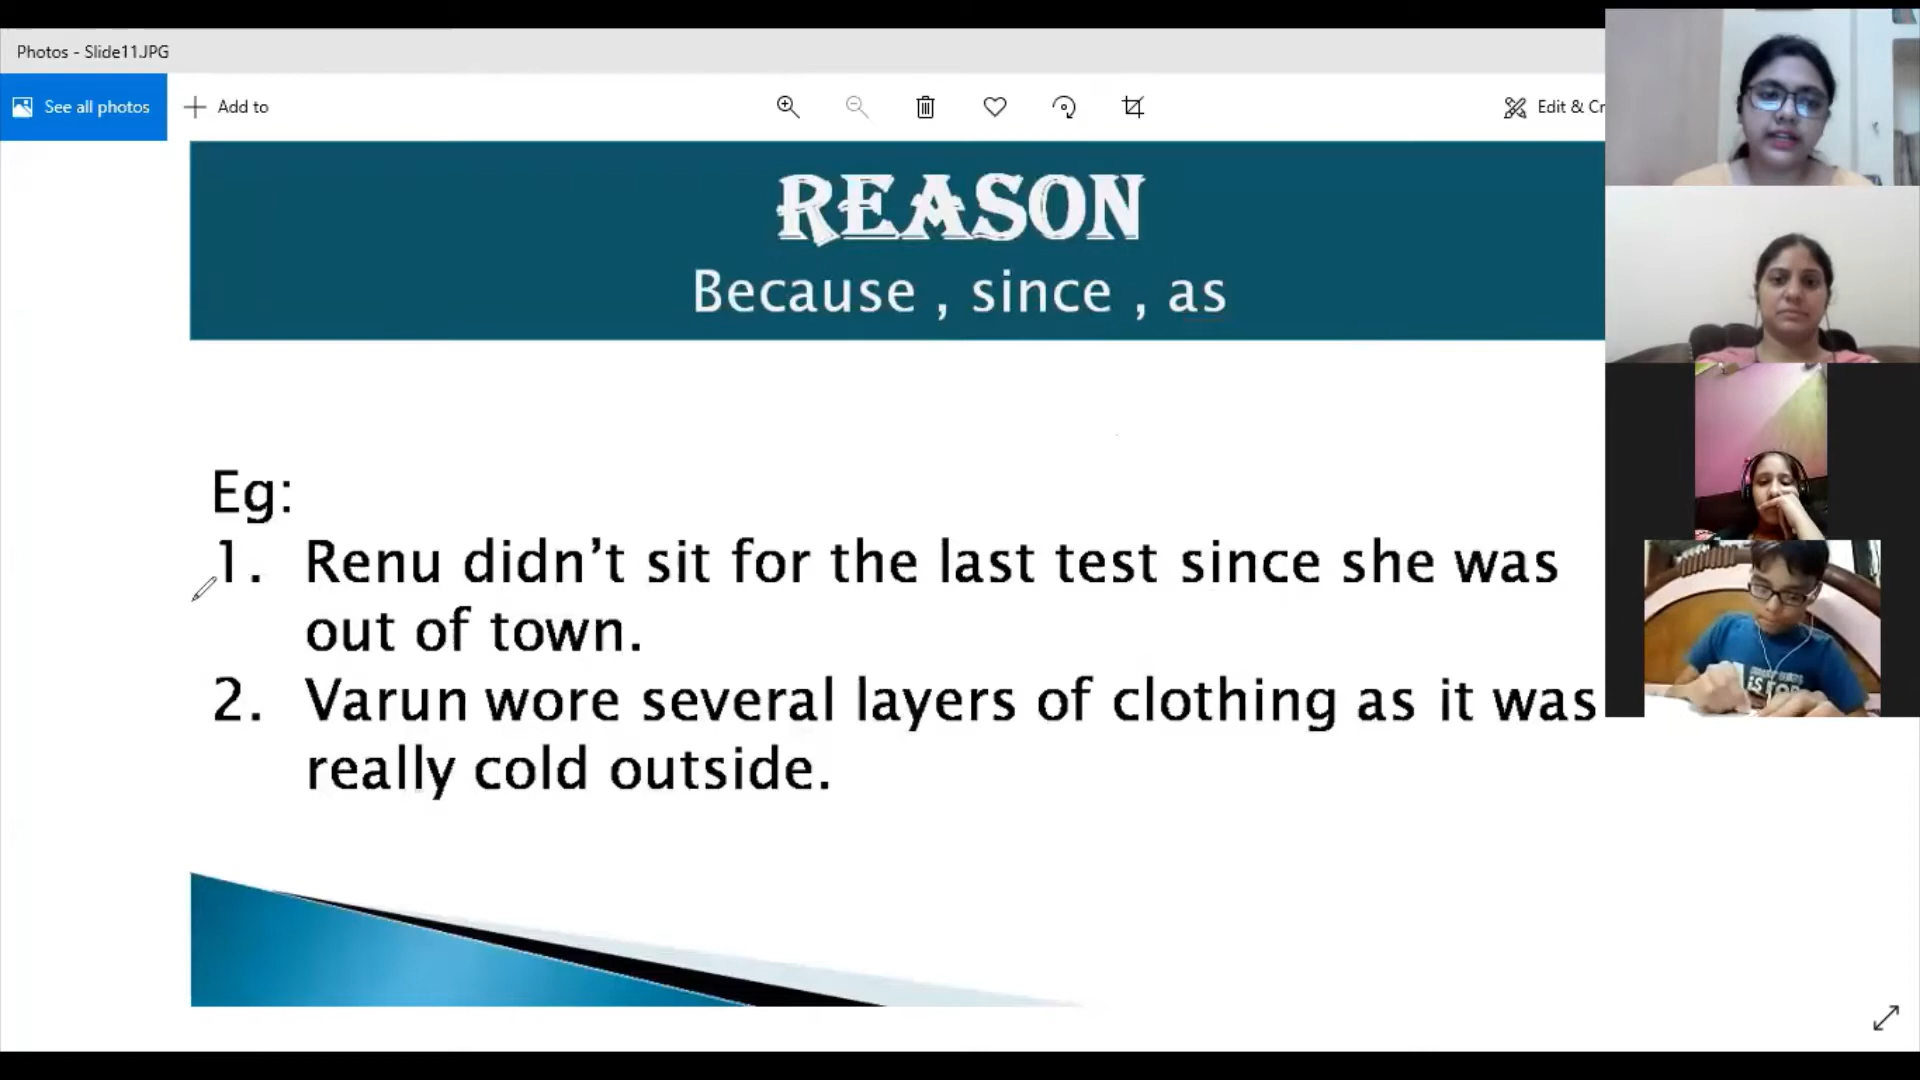 Photos - Slide11.JPG
See all photos
Add to
Edit & Cr
REASON
Because , since , as
Eg:
1. Renu didn’t sit for the last test since she was
out of town.
2. Varun wore several layers of clothing as it was
really cold outside.